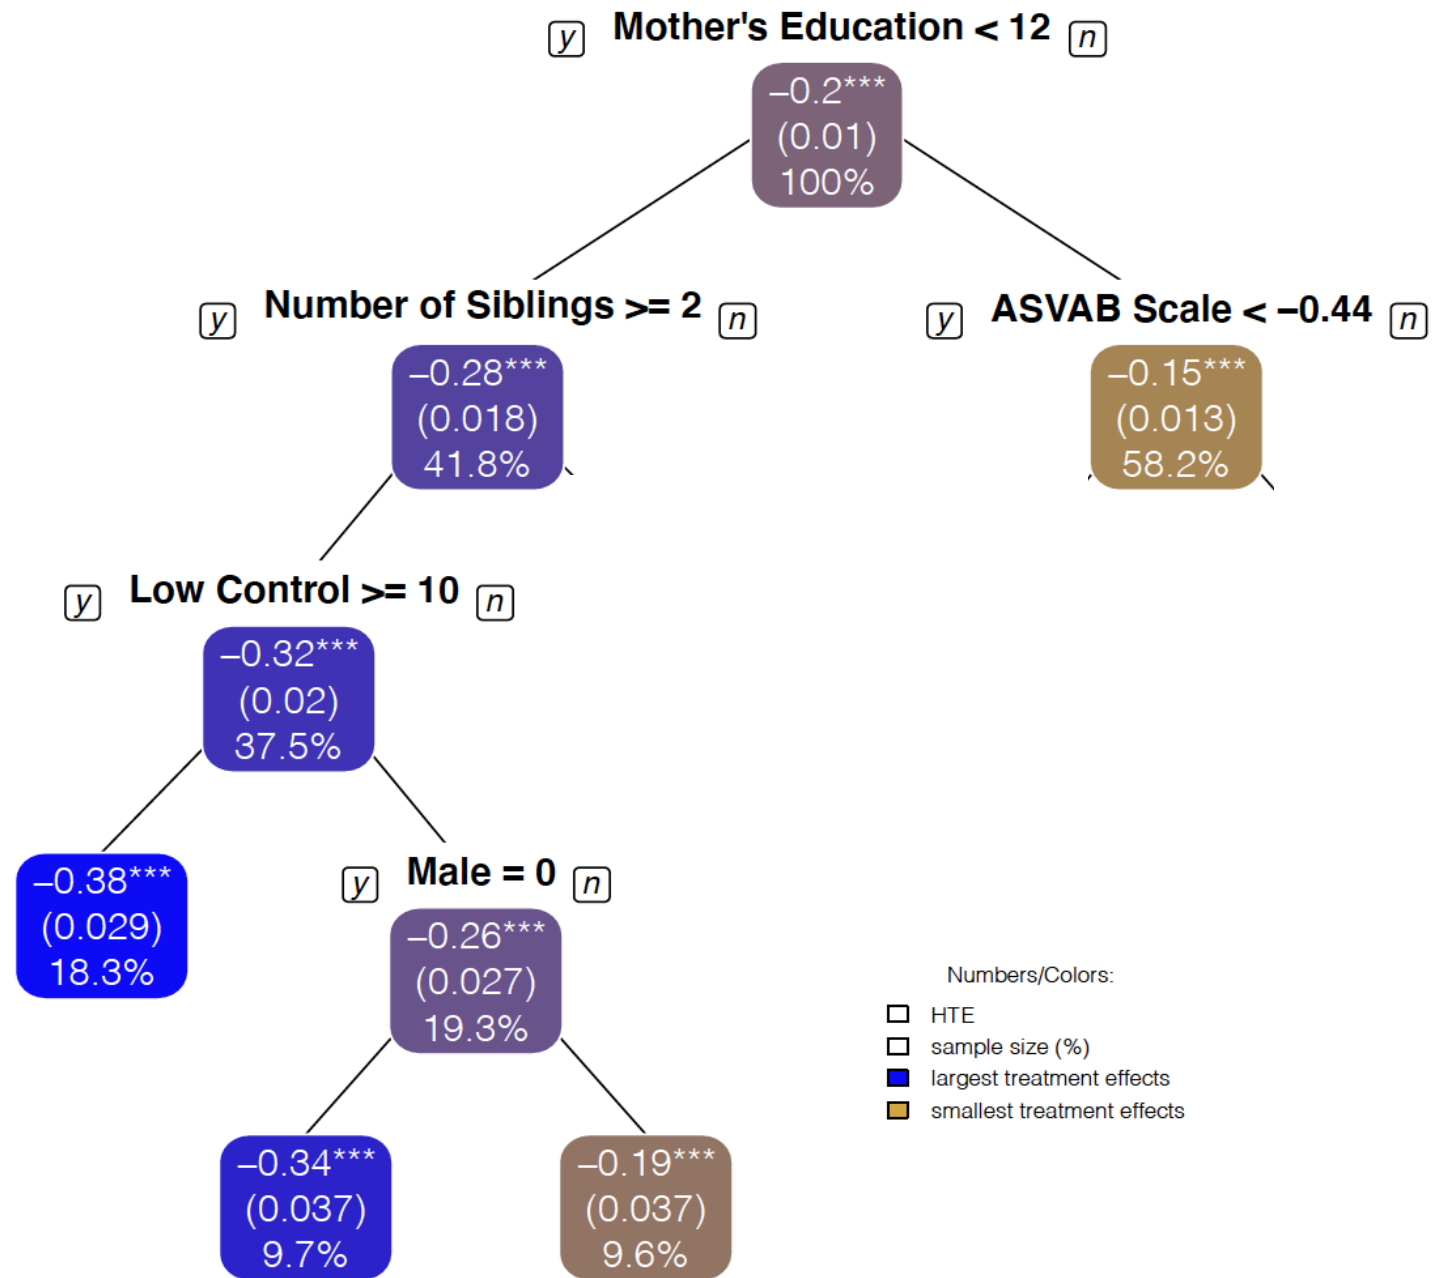 y Mother's Education < 12 n
–0.2***
(0.01)
100%
y Number of Siblings >= 2 n
–0.28***
(0.018)
41.8%
y ASVAB Scale < –0.44 n
–0.15***
(0.013)
58.2%
y Low Control >= 10 n
–0.32***
(0.02)
37.5%
–0.38***
(0.029)
18.3%
y Male = 0 n
–0.26***
(0.027)
19.3%
–0.34***
(0.037)
9.7%
–0.19***
(0.037)
9.6%
Numbers/Colors:
HTE
sample size (%)
largest treatment effects
smallest treatment effects